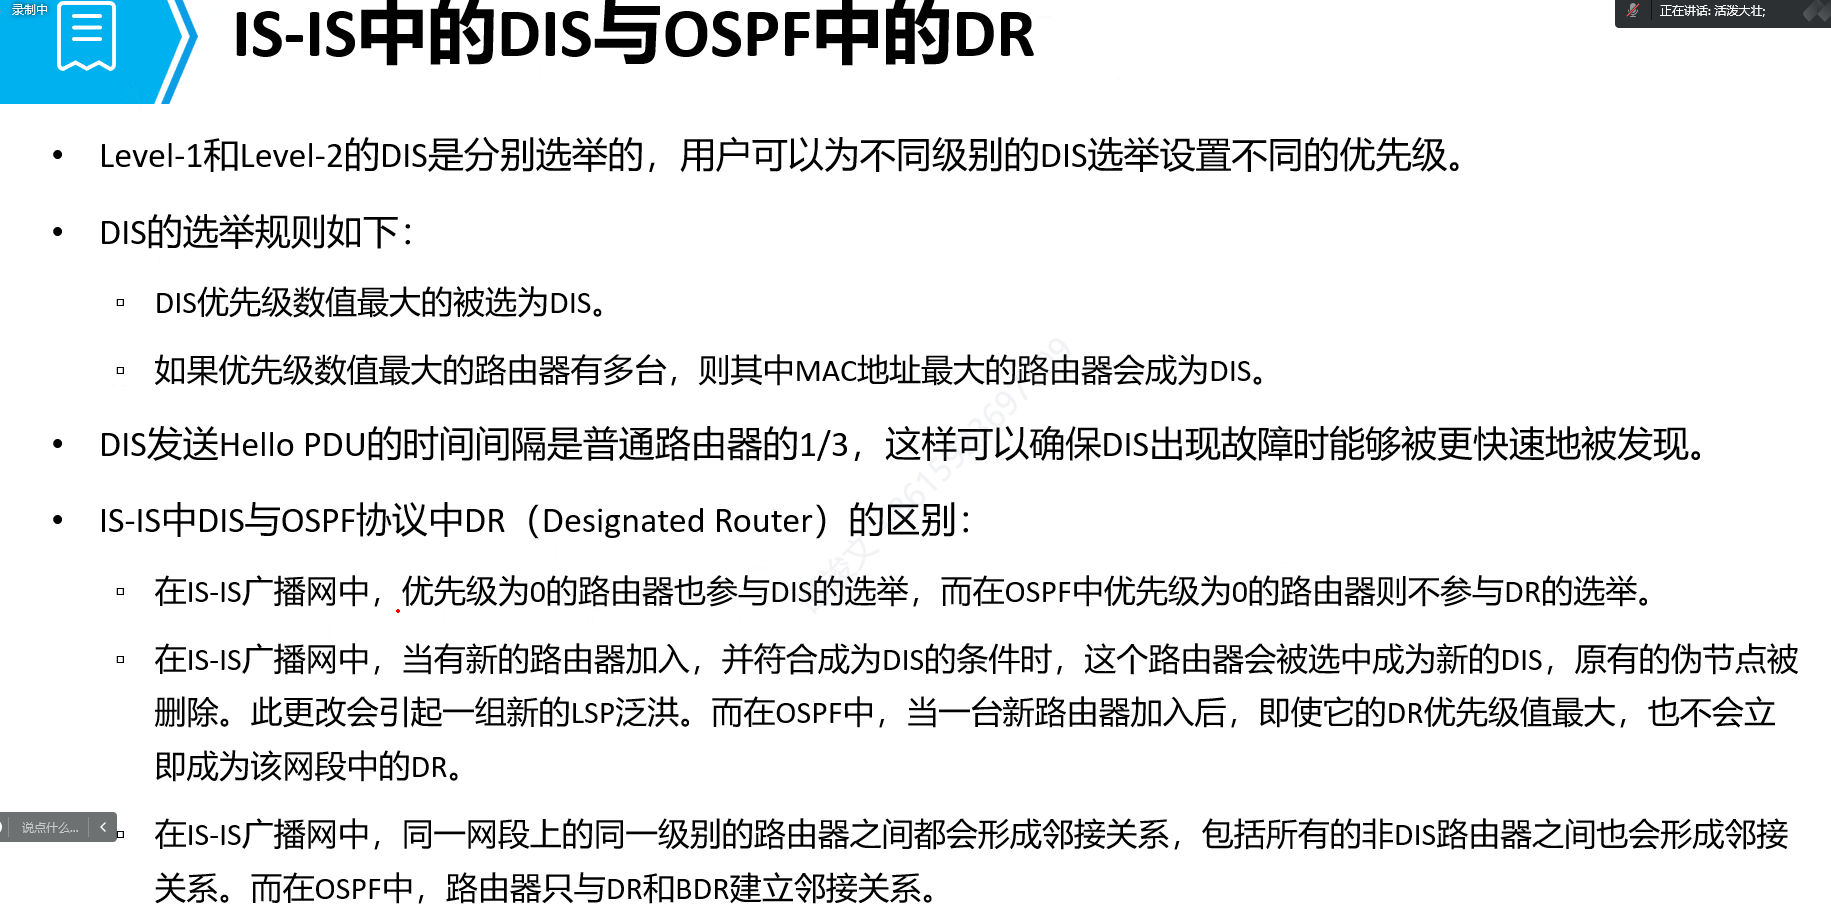 录制中
正在讲话: 活泼大壮;
IS-IS中的DIS与OSPF中的DR
• Level-1和Level-2的DIS是分别选举的，用户可以为不同级别的DIS选举设置不同的优先级。
• DIS的选举规则如下：
▫ DIS优先级数值最大的被选为DIS。
▫ 如果优先级数值最大的路由器有多台，则其中MAC地址最大的路由器会成为DIS。
• DIS发送Hello PDU的时间间隔是普通路由器的1/3，这样可以确保DIS出现故障时能够被更快速地被发现。
• IS-IS中DIS与OSPF协议中DR（Designated Router）的区别：
▫ 在IS-IS广播网中，优先级为0的路由器也参与DIS的选举，而在OSPF中优先级为0的路由器则不参与DR的选举。
▫ 在IS-IS广播网中，当有新的路由器加入，并符合成为DIS的条件时，这个路由器会被选中成为新的DIS，原有的伪节点被
删除。此更改会引起一组新的LSP泛洪。而在OSPF中，当一台新路由器加入后，即使它的DR优先级值最大，也不会立
即成为该网段中的DR。
说点什么...
▫ 在IS-IS广播网中，同一网段上的同一级别的路由器之间都会形成邻接关系，包括所有的非DIS路由器之间也会形成邻接
关系。而在OSPF中，路由器只与DR和BDR建立邻接关系。